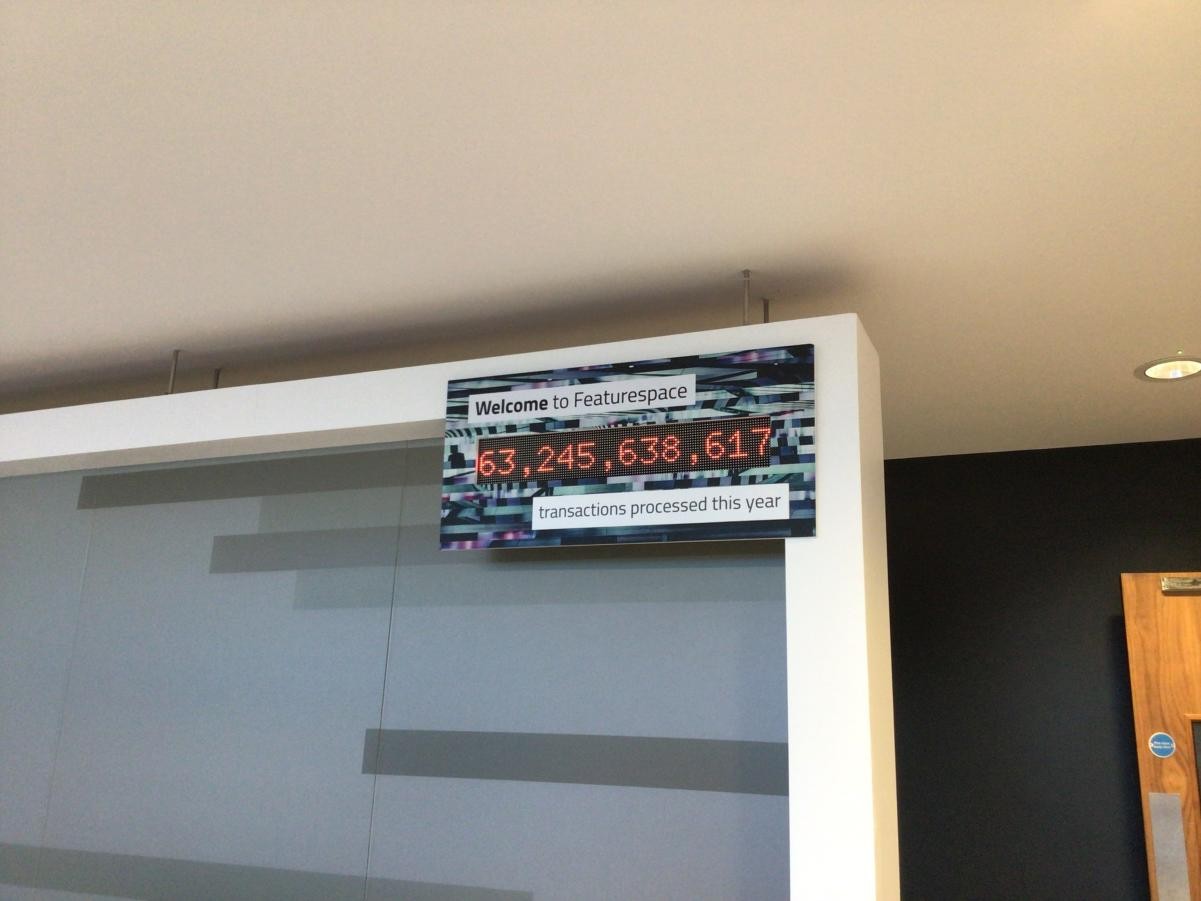 Welcome to Featurespace
63,245,638,617
transactions processed this year